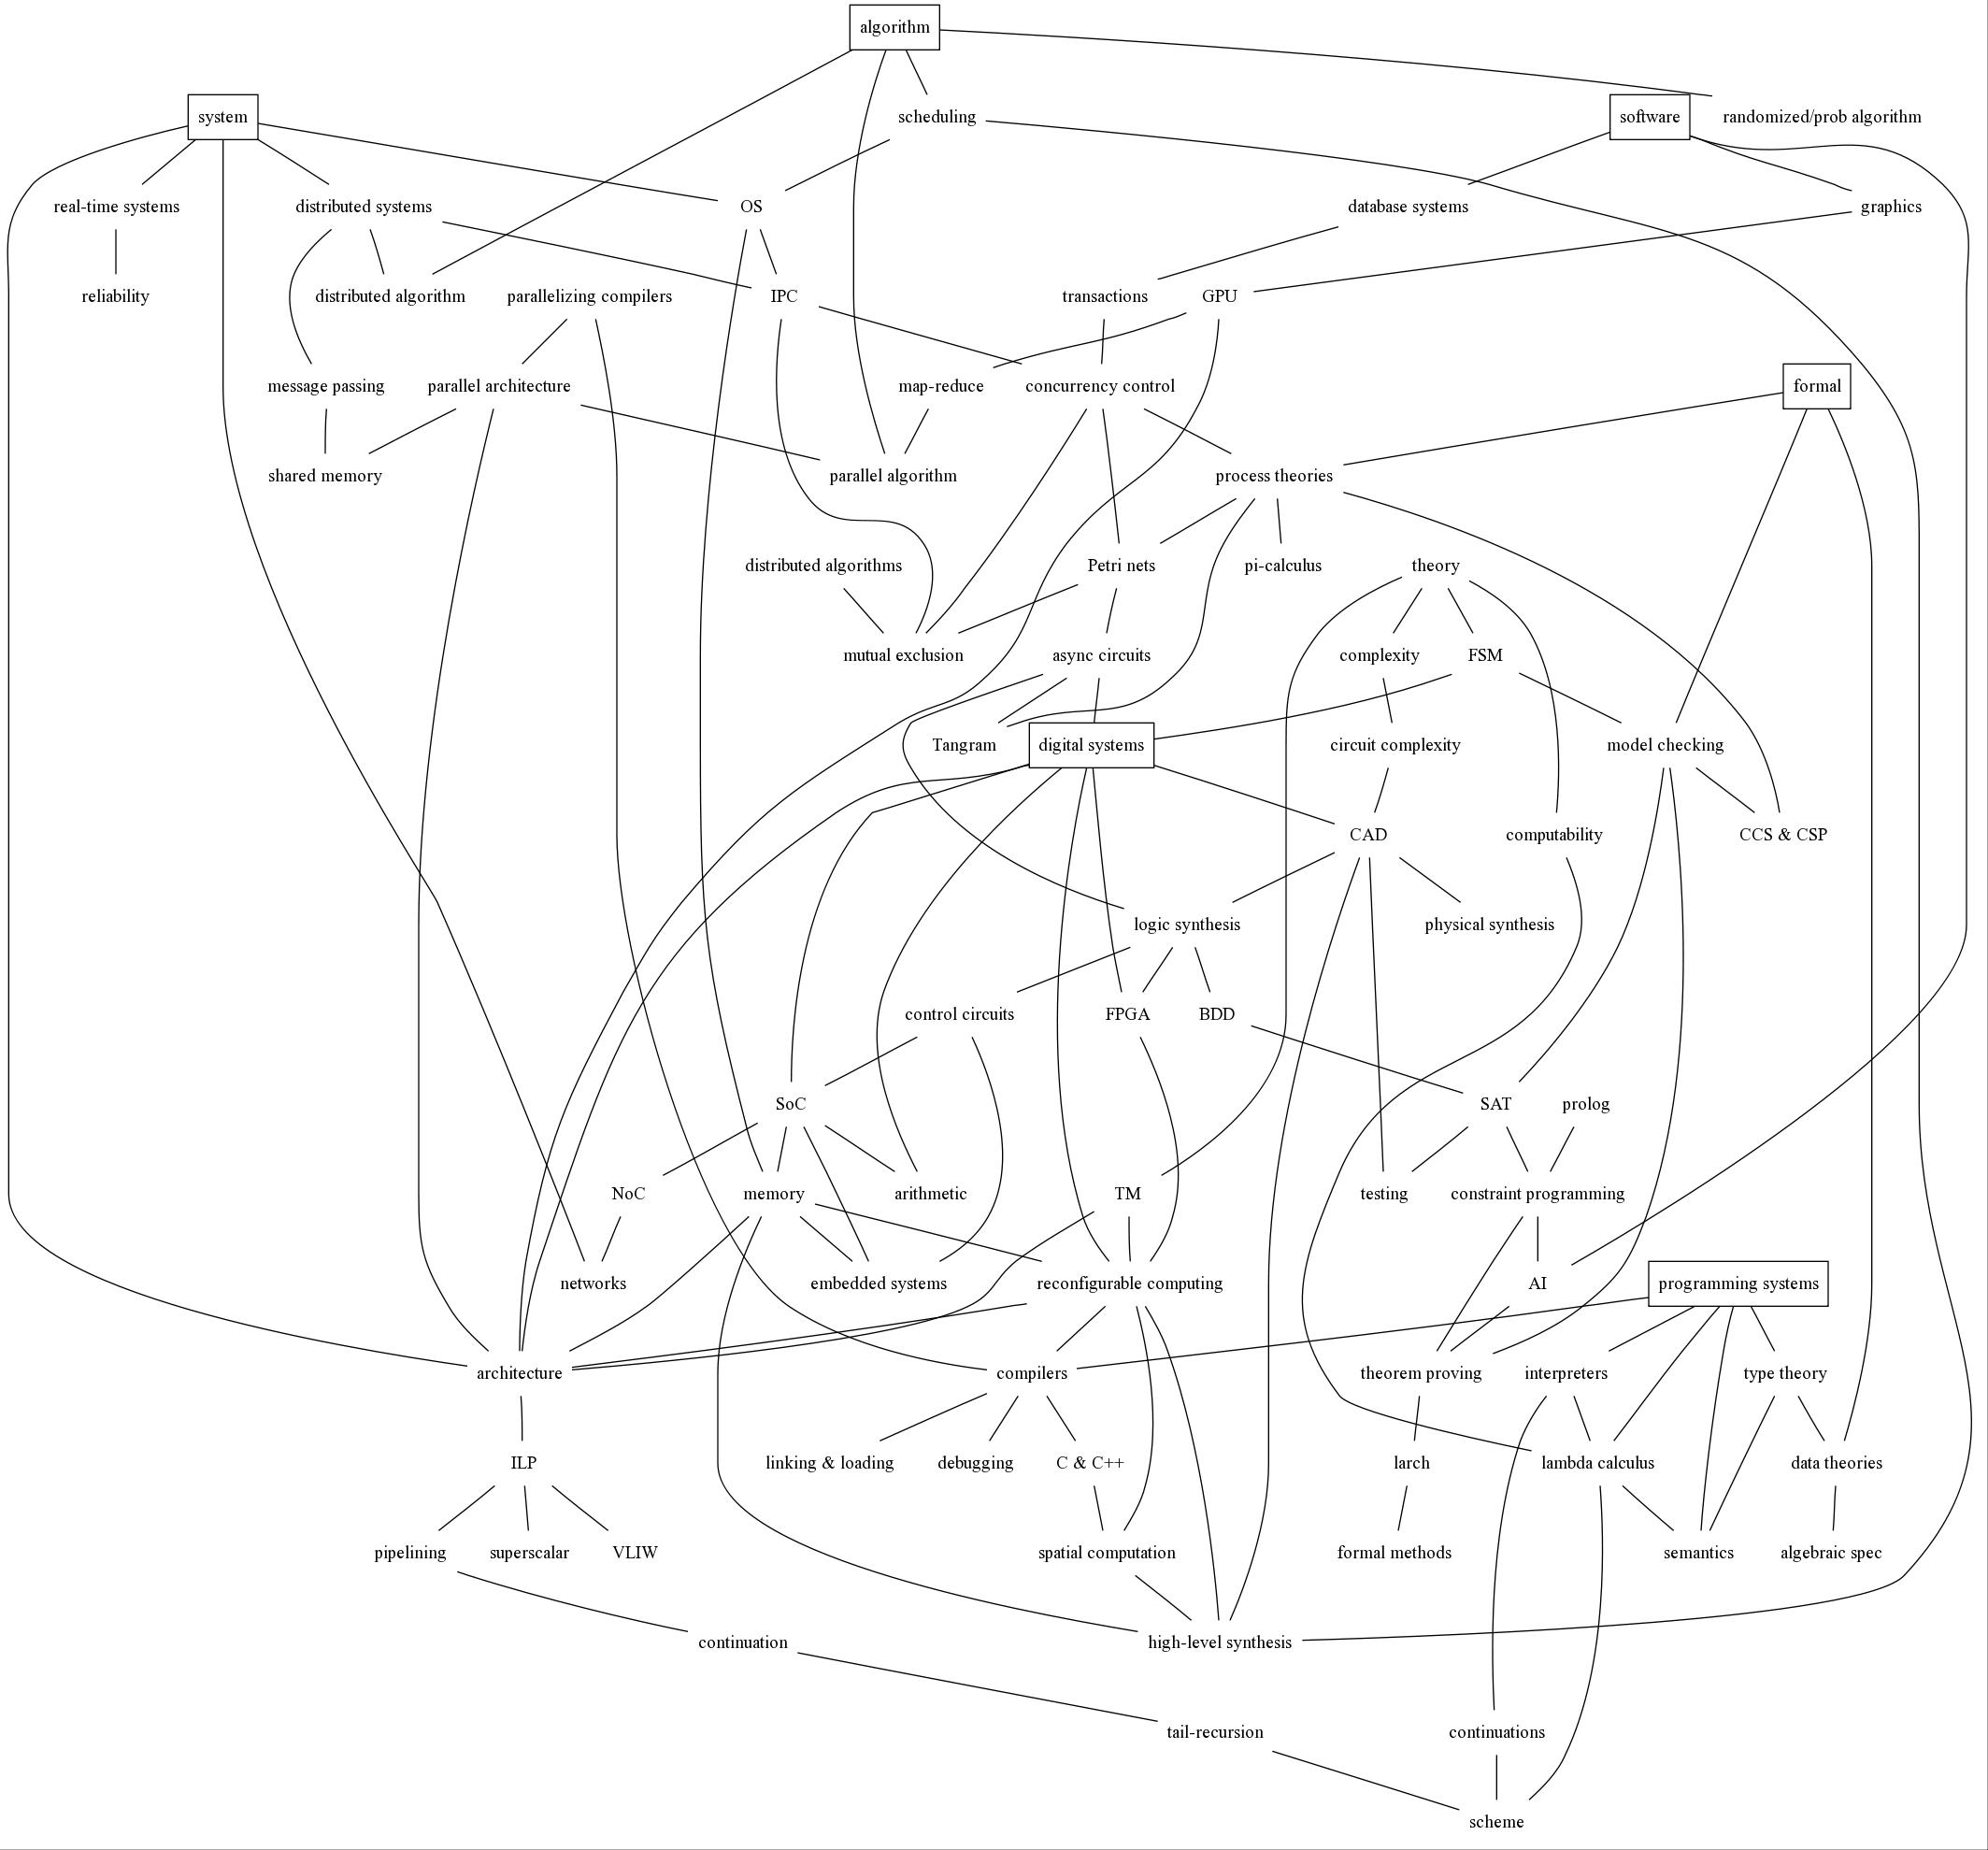 algorithm
system
scheduling
software
randomized/prob algorithm
real-time systems
distributed systems
OS
database systems
graphics
reliability
distributed algorithm
parallelizing compilers
IPC
transactions
GPU
message passing
parallel architecture
map-reduce
concurrency control
formal
shared memory
parallel algorithm
process theories
distributed algorithms
Petri nets
pi-calculus
theory
mutual exclusion
async circuits
complexity
FSM
Tangram
digital systems
circuit complexity
model checking
CAD
computability
CCS & CSP
logic synthesis
physical synthesis
control circuits
FPGA
BDD
SoC
SAT
prolog
NoC
memory
arithmetic
TM
testing
constraint programming
networks
embedded systems
reconfigurable computing
AI
programming systems
architecture
compilers
theorem proving
interpreters
type theory
ILP
linking & loading
debugging
C & C++
larch
lambda calculus
data theories
pipelining
superscalar
VLIW
spatial computation
formal methods
semantics
algebraic spec
continuation
high-level synthesis
tail-recursion
continuations
scheme